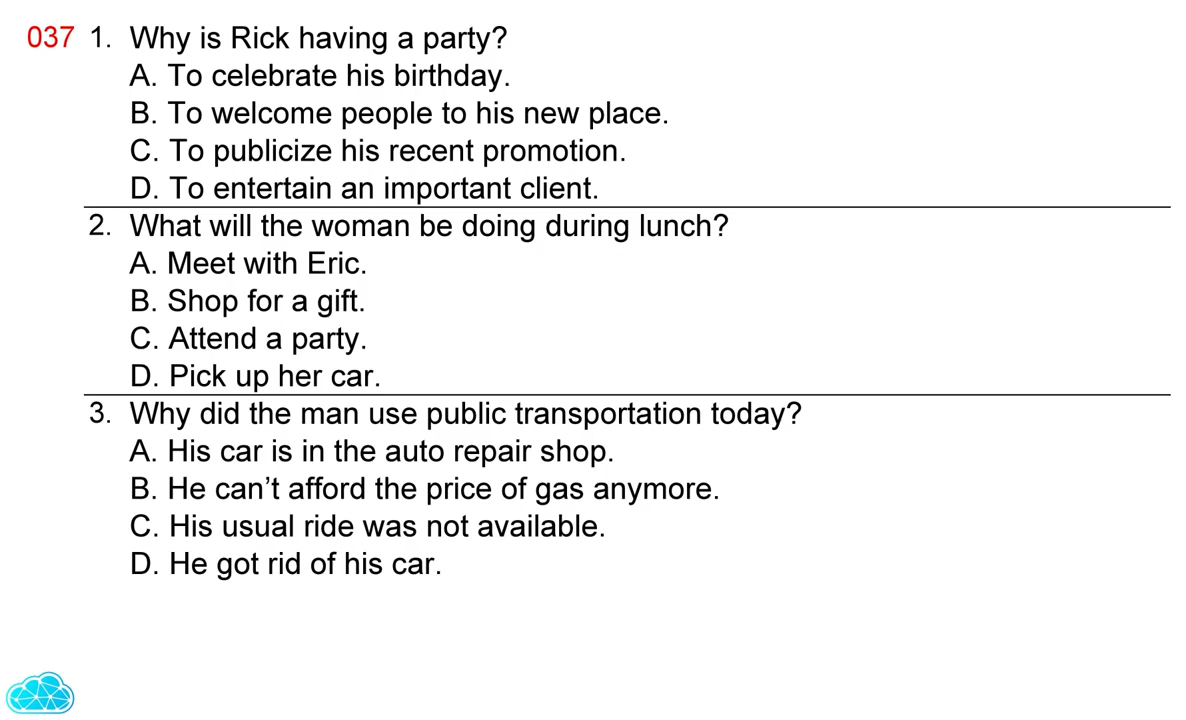 037 1. Why is Rick having a party?
A. To celebrate his birthday.
B. To welcome people to his new place.
C. To publicize his recent promotion.
D. To entertain an important client.
2. What will the woman be doing during lunch?
A. Meet with Eric.
B. Shop for a gift.
C. Attend a party.
D. Pick up her car.
3. Why did the man use public transportation today?
A. His car is in the auto repair shop.
B. He can’t afford the price of gas anymore.
C. His usual ride was not available.
D. He got rid of his car.